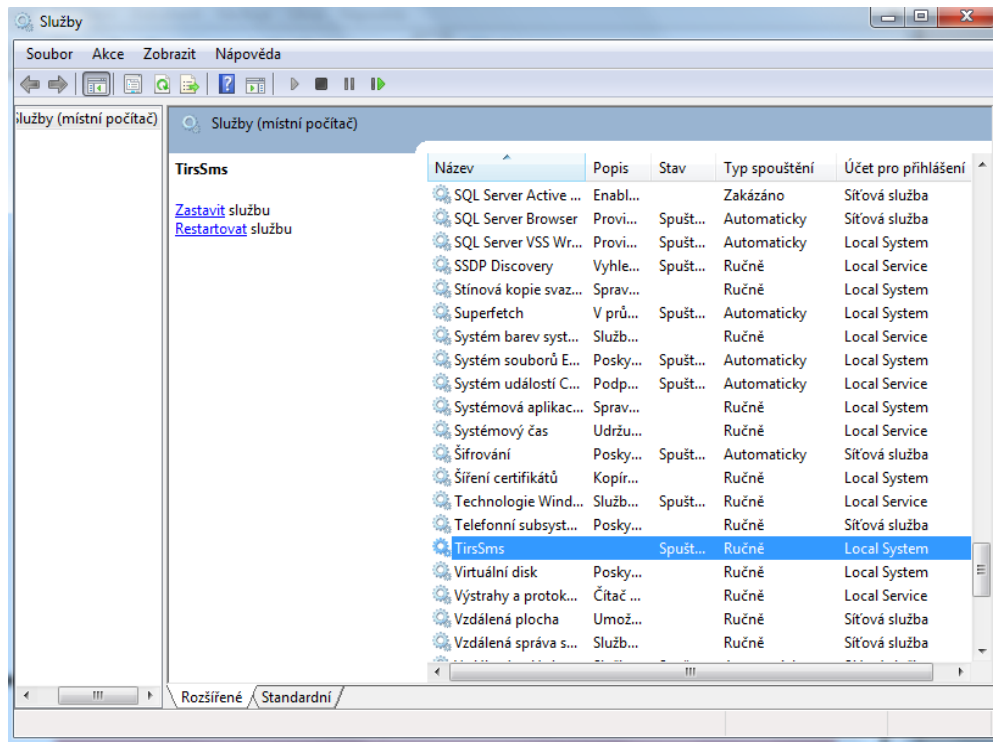 Služby
Soubor Akce Zobrazit Nápověda
Služby (místní počítač)
Služby (místní počítač)
TirsSms
Zastavit službu
Restartovat službu
Název Popis Stav Typ spouštění Účet pro přihlášení
SQL Server Active ... Enabl... Zakázáno Síťová služba
SQL Server Browser Provi... Spušt... Automaticky Síťová služba
SQL Server VSS Wr... Provi... Spušt... Automaticky Local System
SSDP Discovery Vyhle... Spušt... Ručně Local Service
Stínová kopie svaz... Sprav... Ručně Local System
Superfetch V prů... Spušt... Automaticky Local System
Systém barev syst... Služb... Ručně Local Service
Systém souborů E... Posky... Spušt... Automaticky Local System
Systém událostí C... Podp... Spušt... Automaticky Local Service
Systémová aplikac... Sprav... Ručně Local System
Systémový čas Udržu... Ručně Local Service
Šifrování Posky... Spušt... Automaticky Síťová služba
Šíření certifikátů Kopír... Ručně Local System
Technologie Wind... Služb... Spušt... Ručně Local Service
Telefonní subsyst... Posky... Ručně Síťová služba
TirsSms Spušt... Ručně Local System
Virtuální disk Posky... Ručně Local System
Výstrahy a protok... Čítač ... Ručně Local Service
Vzdálená plocha Umož... Ručně Síťová služba
Vzdálená správa s... Služb... Ručně Síťová služba
Rozšířené Standardní